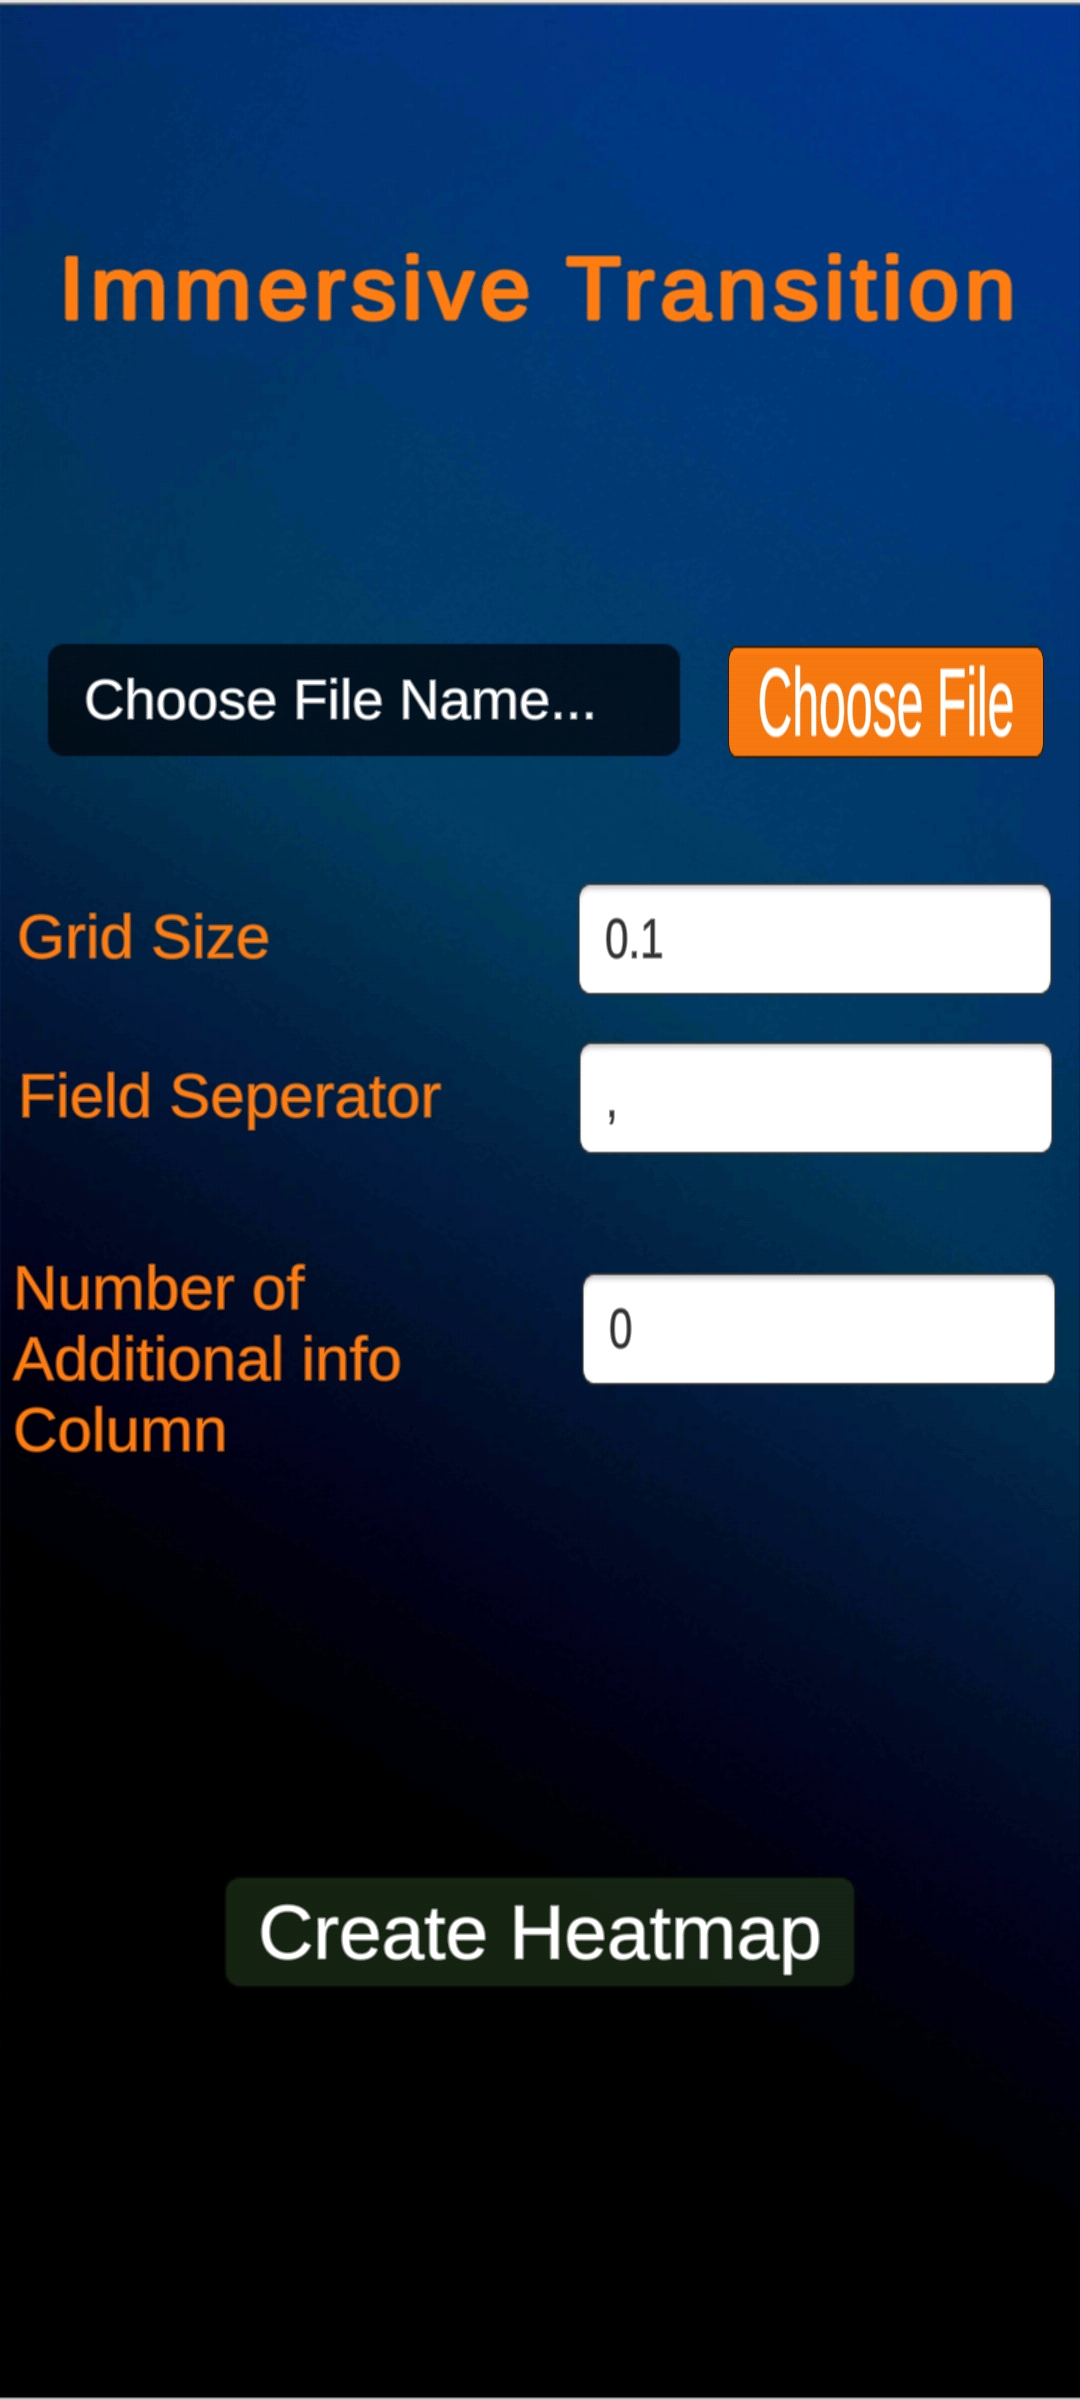 Immersive Transition
Choose File Name...
Choose File
Grid Size
0.1
Field Seperator
,
Number of
Additional info
Column
0
Create Heatmap